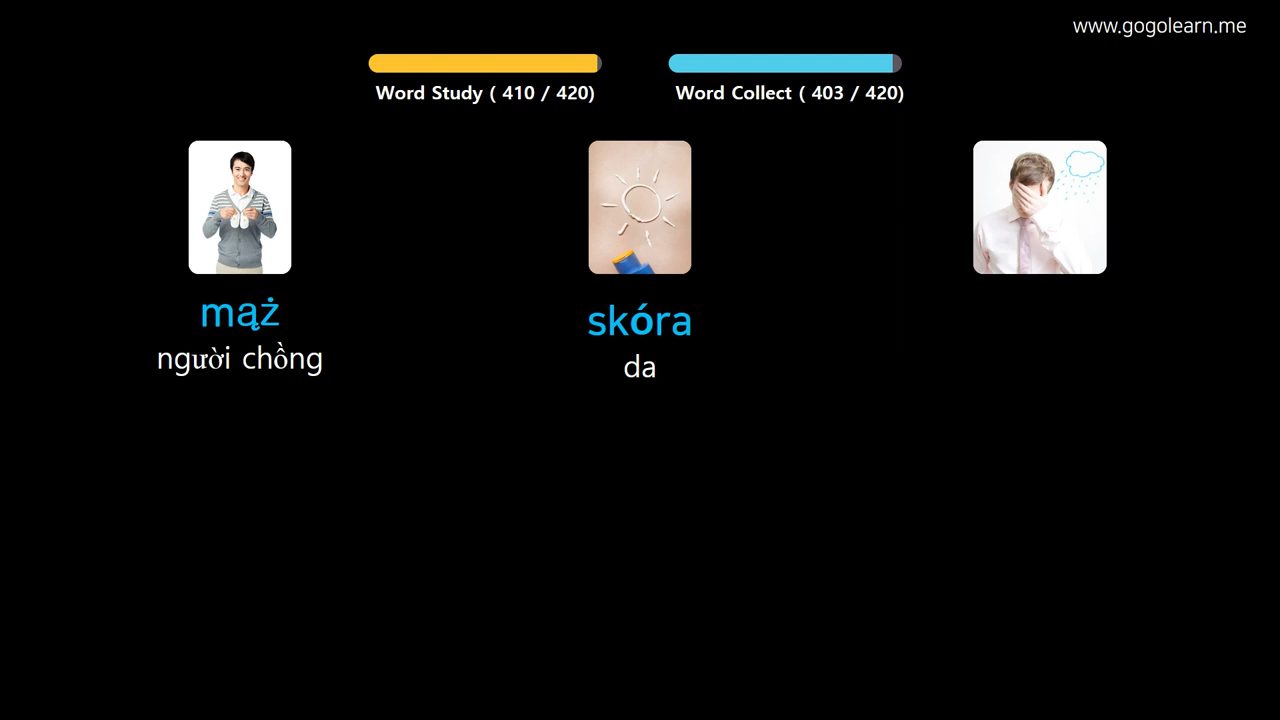 www.gogolearn.me
Word Study ( 410 / 420)
Word Collect ( 403 / 420)
mąż
người chồng
skóra
da